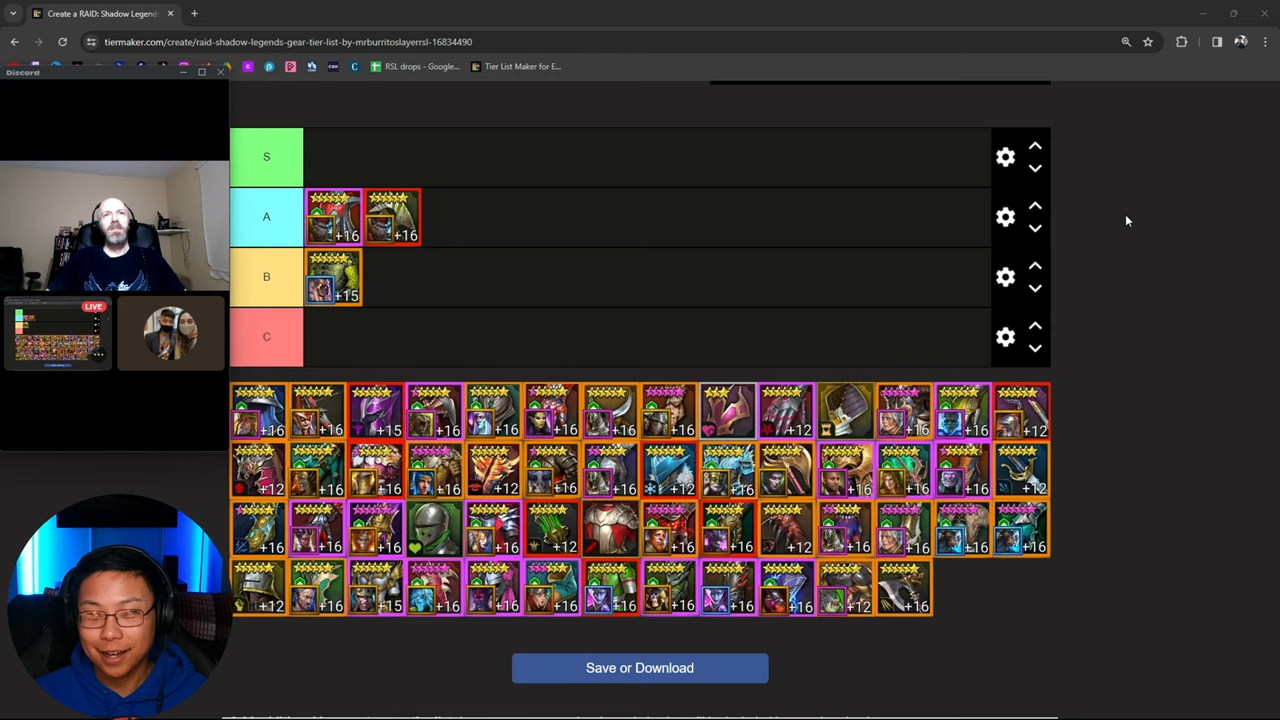 Create a RAID: Shadow Legend
tiermaker.com/create/raid-shadow-legends-gear-tier-list-by-mrburritoslayerrsl-16834490
CDH
RSL drops - Google...
Tier List Maker for E...
Discord
S
A
+16
+16
B
+15
C
LIVE
+16 +16 +15 +16 +16 +16 +16 +16 +12 +16 +16 +12
+12 +16 +16 +16 +12 +16 +16 +12 +16 +16 +16 +16 +12
+16 +16 +16 +16 +12 +16 +16 +12 +16 +16 +16 +16
+12 +16 +15 +16 +16 +16 +16 +16 +16 +16 +12 +16
Save or Download